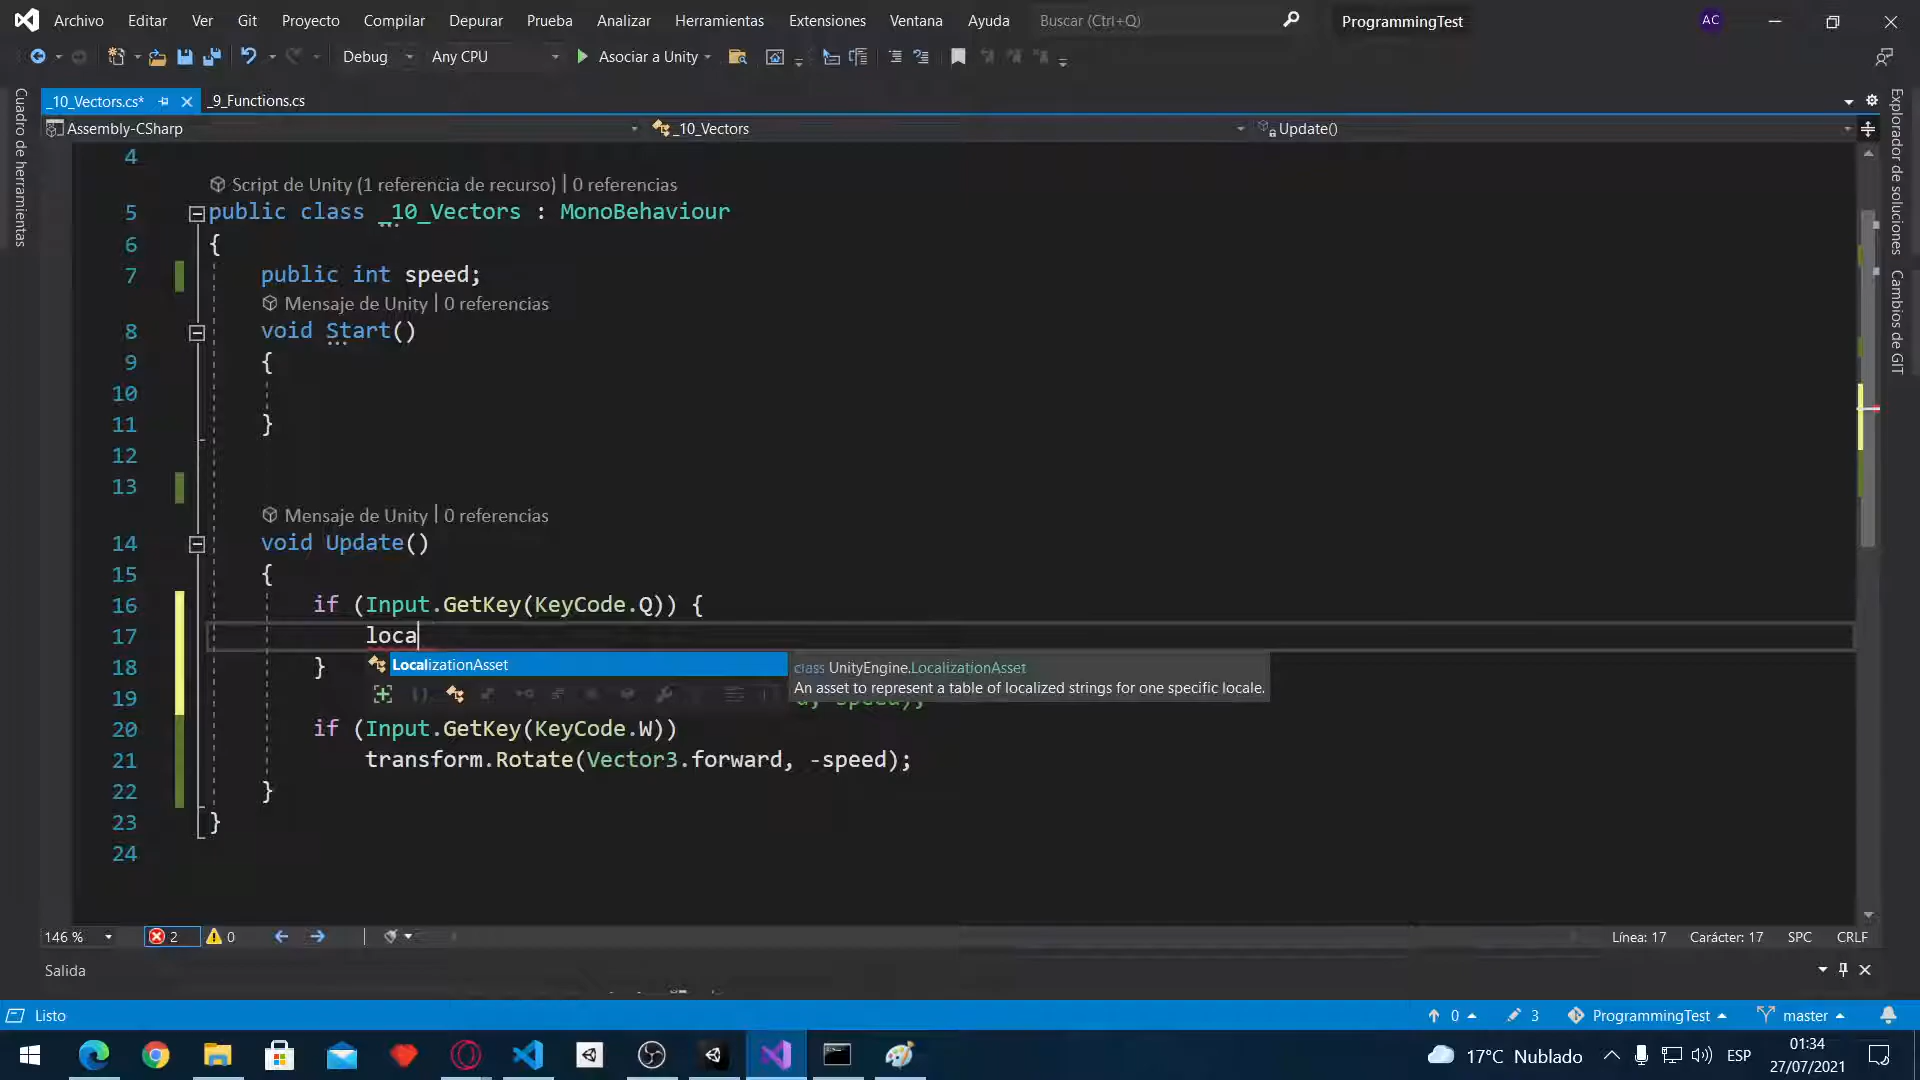 Archivo Editar Ver Git Proyecto Compilar Depurar Prueba Analizar Herramientas Extensiones Ventana Ayuda Buscar (Ctrl+Q) ProgrammingTest AC
Debug Any CPU Asociar a Unity
_10_Vectors.cs* _9_Functions.cs
Assembly-CSharp _10_Vectors Update()
Cuadro de herramientas
Explorador de soluciones
Cambios de GIT
4
Script de Unity (1 referencia de recurso) | 0 referencias
5 public class _10_Vectors : MonoBehaviour
6 {
7 public int speed;
Mensaje de Unity | 0 referencias
8 void Start()
9 {
10
11 }
12
13
Mensaje de Unity | 0 referencias
14 void Update()
15 {
16 if (Input.GetKey(KeyCode.Q)) {
17 loca
18 }
LocalizationAsset
class UnityEngine.LocalizationAsset
An asset to represent a table of localized strings for one specific locale.
19 d, speed);
20 if (Input.GetKey(KeyCode.W))
21 transform.Rotate(Vector3.forward, -speed);
22 }
23 }
24
146 % 2 0 Línea: 17 Carácter: 17 SPC CRLF
Salida
Listo 0 3 ProgrammingTest master
17°C Nublado ESP 01:34
27/07/2021